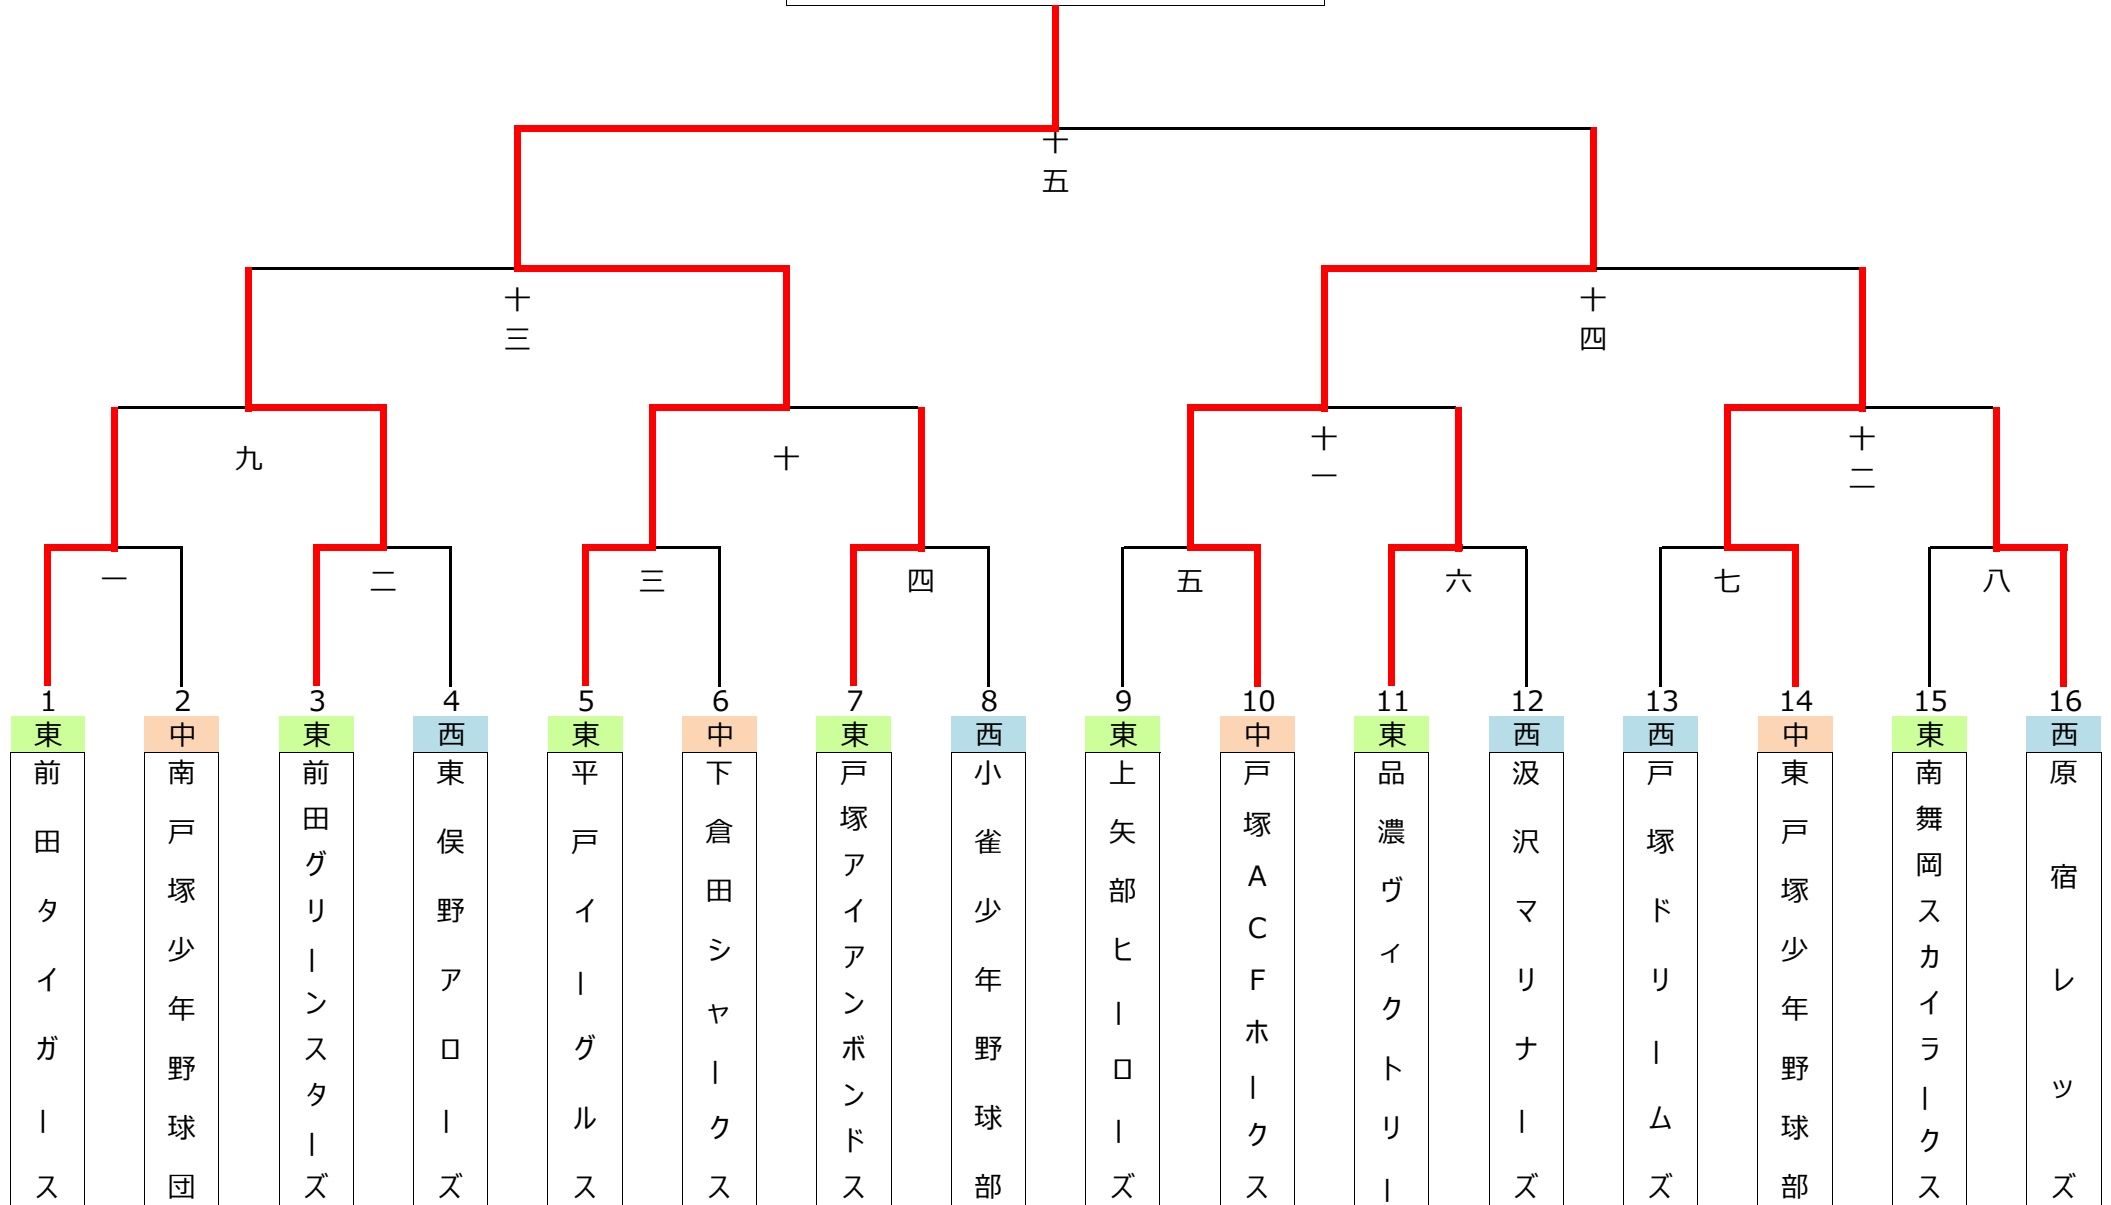 十五
十三
十四
九
十
十一
十二
一
二
三
四
五
六
七
八
1
2
3
4
5
6
7
8
9
10
11
12
13
14
15
16
東
中
東
西
東
中
東
西
東
中
東
西
西
中
東
西
前田タイガース
南戸塚少年野球団
前田グリーンスターズ
東俣野アローズ
平戸イーグルス
下倉田シャークス
戸塚アイアンボンドス
小雀少年野球部
上矢部ヒーローズ
戸塚ACFホークス
品濃ヴィクトリー
汲沢マリナーズ
戸塚ドリームズ
東戸塚少年野球部
南舞岡スカイラークス
原宿レッズ